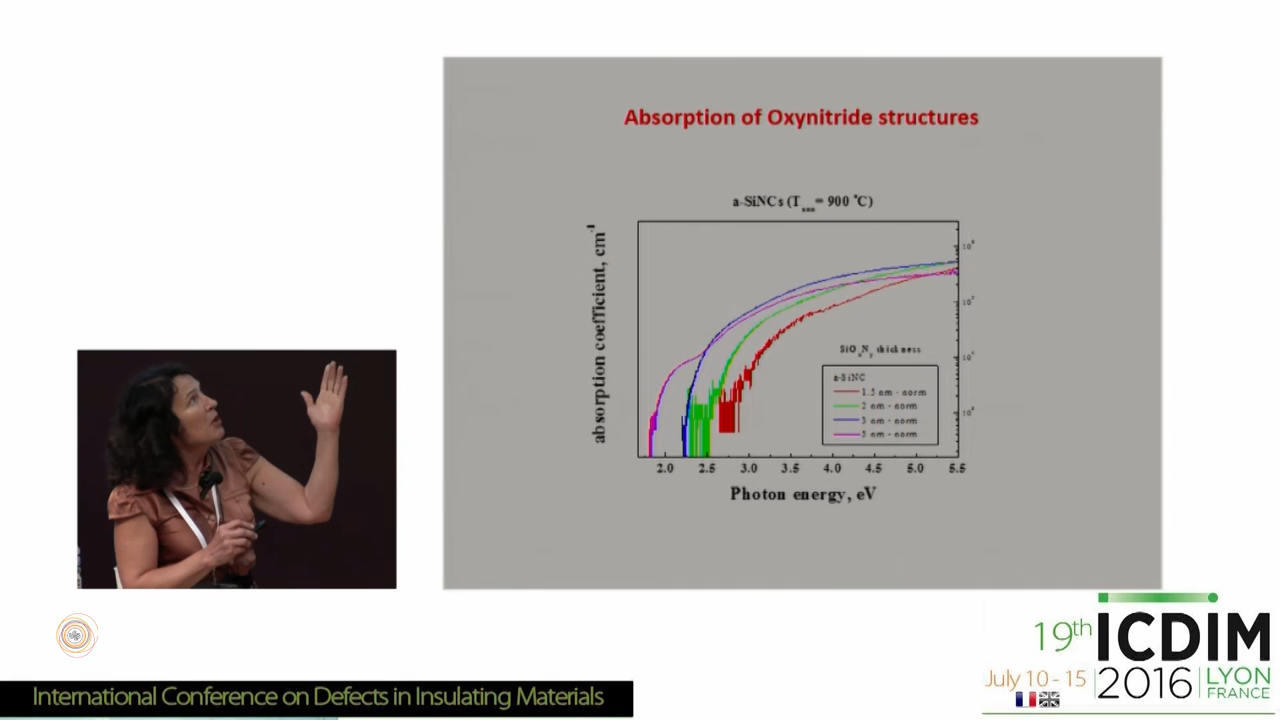 Absorption of Oxynitride structures
a-SiNCs (T = 900 °C)
absorption coefficient, cm⁻¹
SiOxNy thickness
a-SiNC
1.5 nm - norm
2 nm - norm
3 nm - norm
5 nm - norm
2.0 2.5 3.0 3.5 4.0 4.5 5.0 5.5
Photon energy, eV
19th ICDIM
July 10 - 15 2016 LYON
FRANCE
International Conference on Defects in Insulating Materials